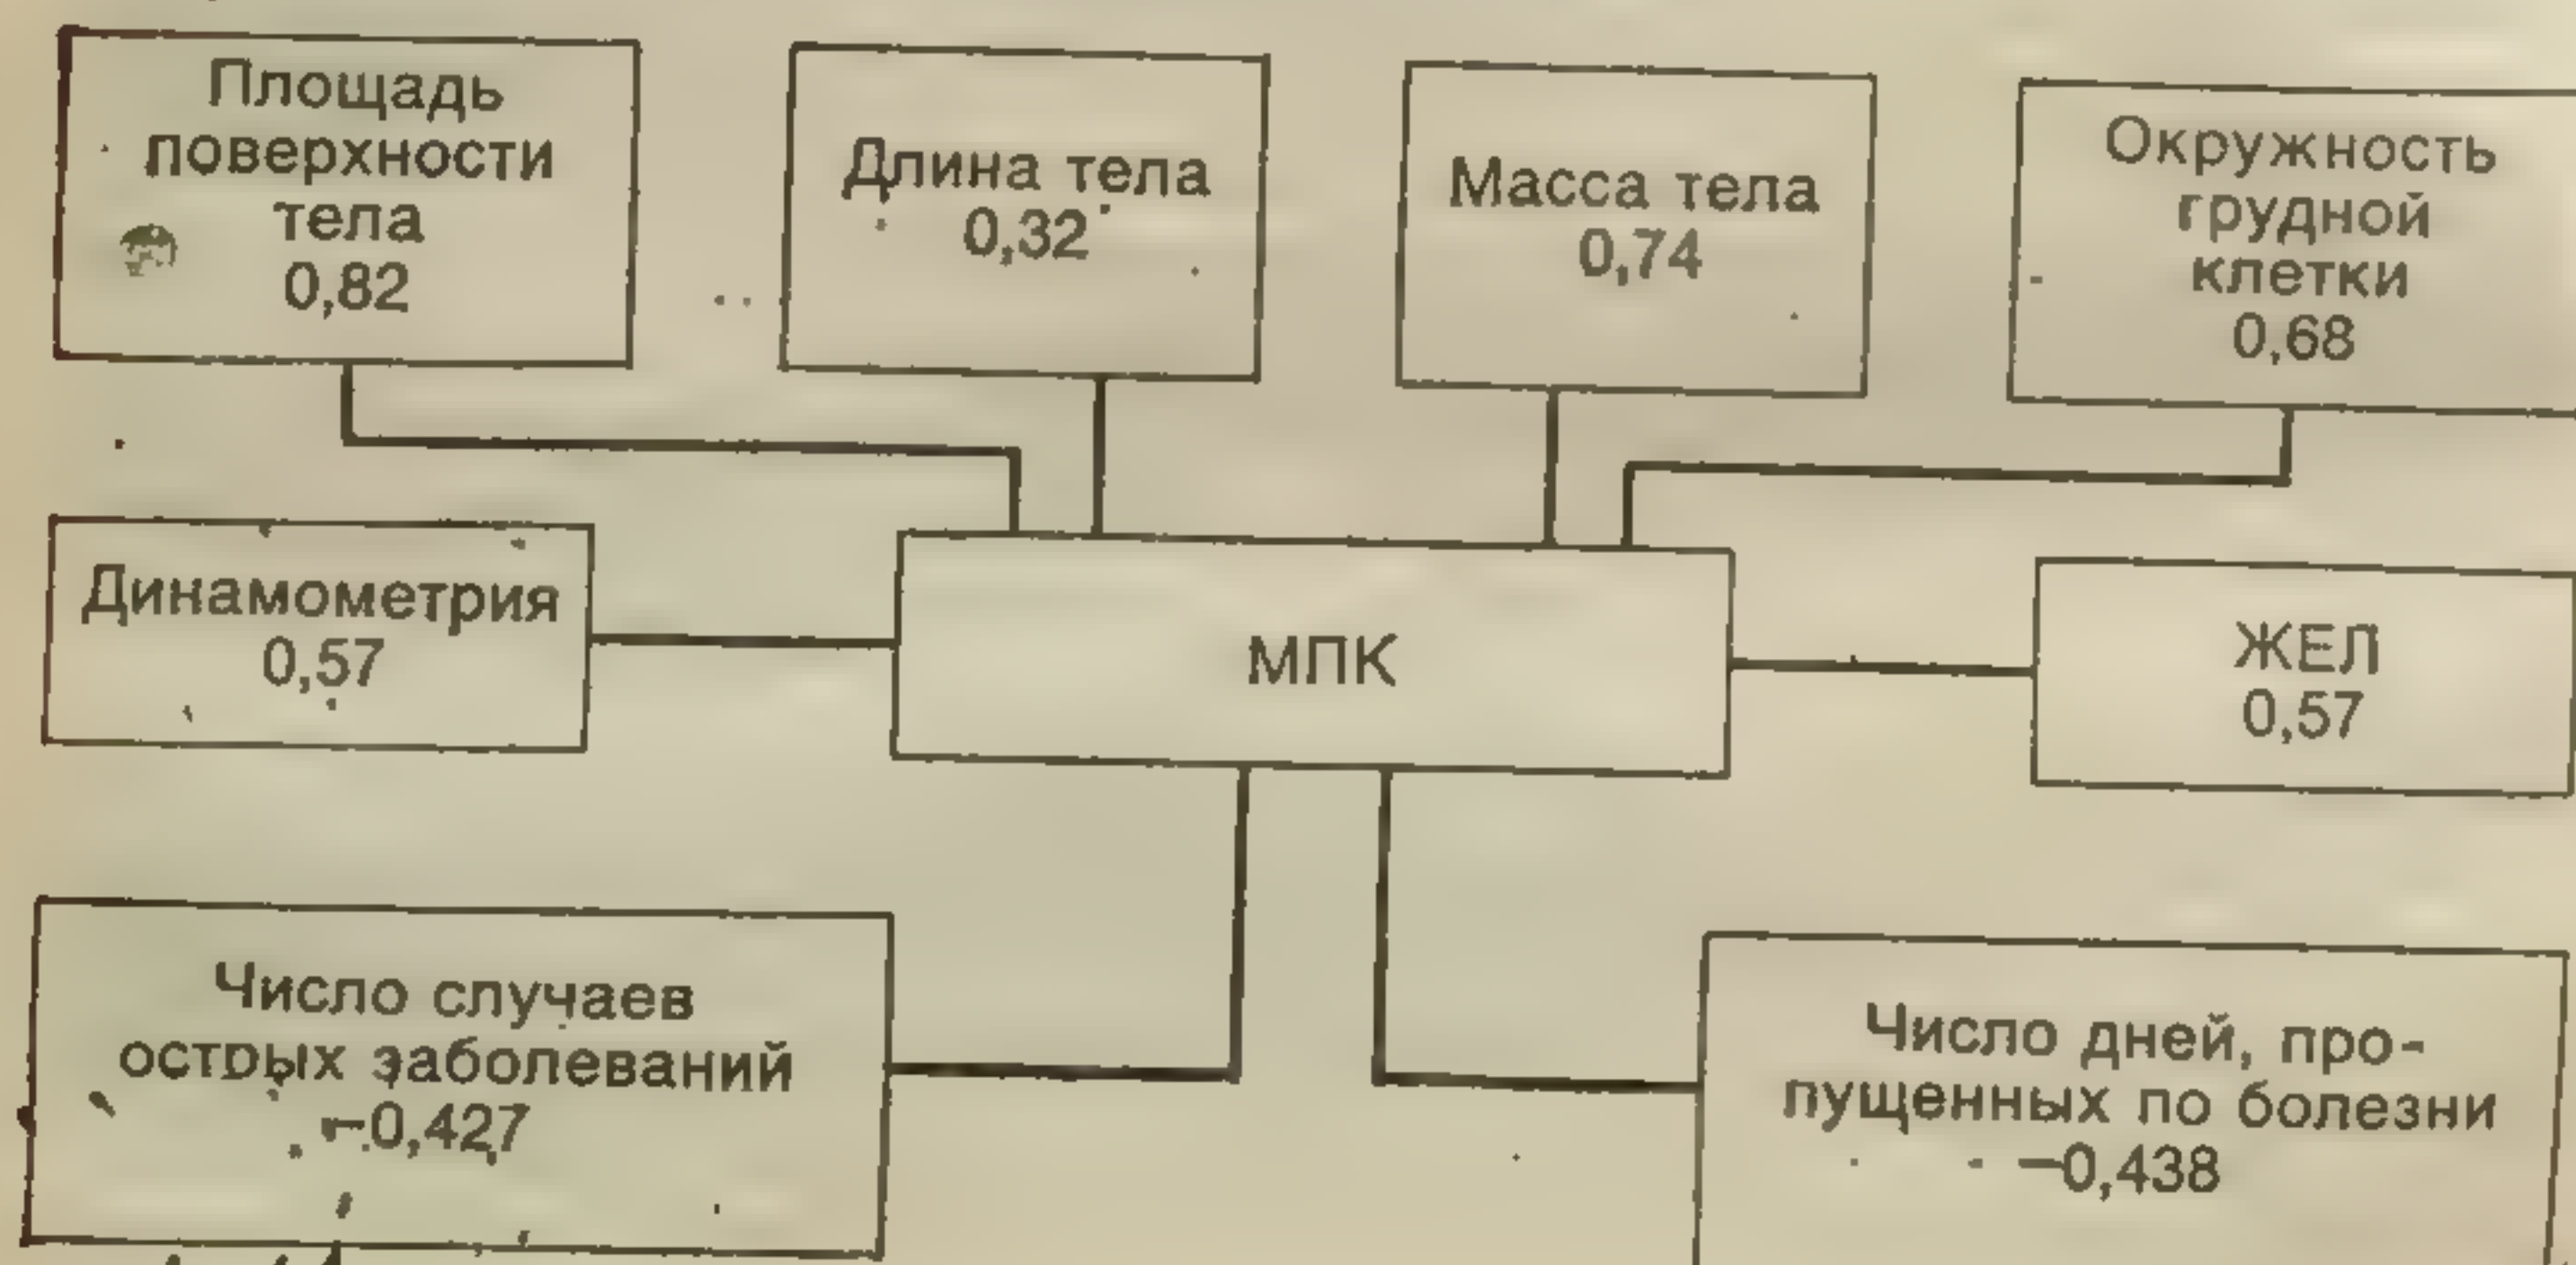 Площадь
поверхности
тела
0,82
Длина тела
0,32
Масса тела
0,74
Окружность
грудной
клетки
0,68
Динамометрия
0,57
МПК
ЖЕЛ
0,57
Число случаев
острых заболеваний
−0,427
Число дней, про-
пущенных по болезни
−0,438